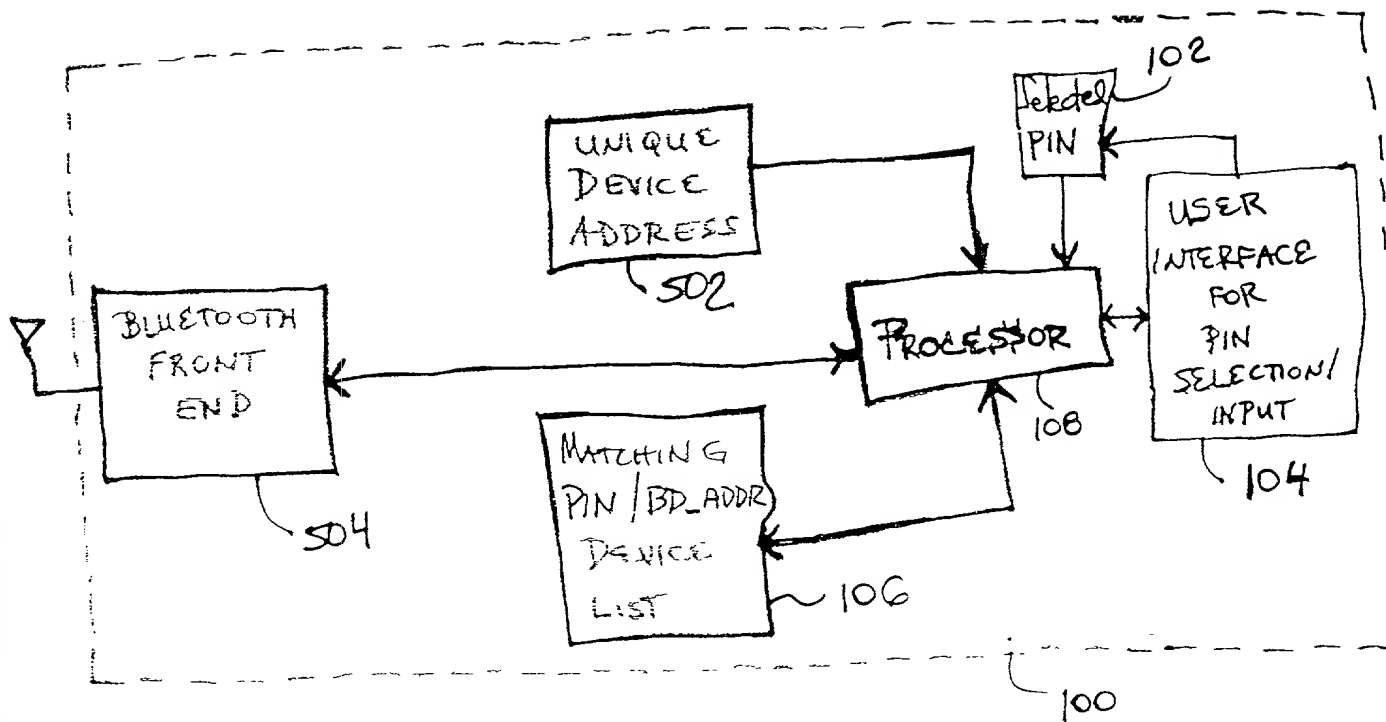 102
Selected
PIN
UNIQUE
DEVICE
ADDRESS
502
USER
INTERFACE
FOR
PIN
SELECTION/
INPUT
104
BLUETOOTH
FRONT
END
504
PROCESSOR
108
MATCHING
PIN/BD_ADDR
DEVICE
LIST
106
100